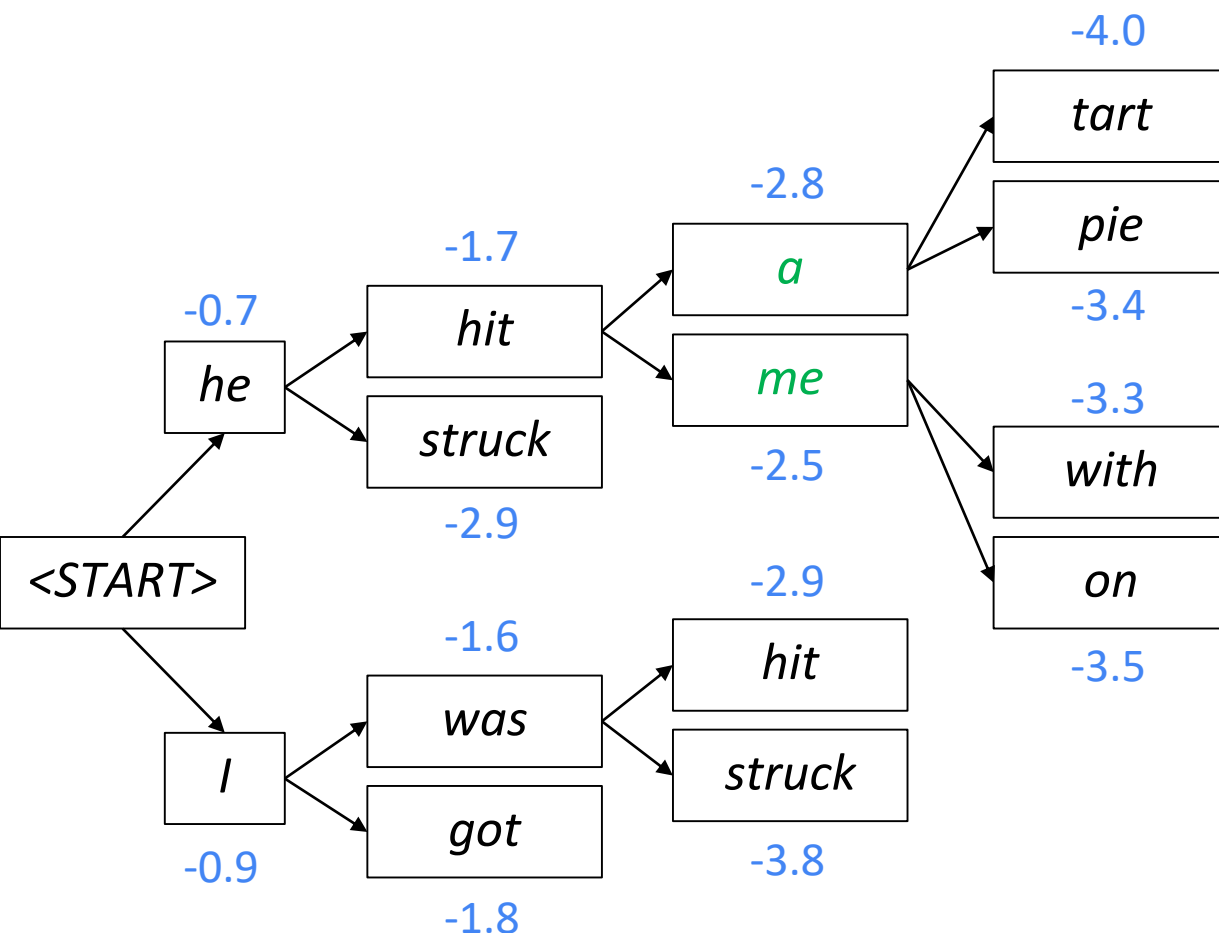 -4.0
tart
-2.8
pie
-1.7
a
-3.4
-0.7
hit
me
-3.3
he
struck
-2.5
with
-2.9
<START>
-2.9
on
-1.6
hit
-3.5
was
I
struck
got
-0.9
-3.8
-1.8